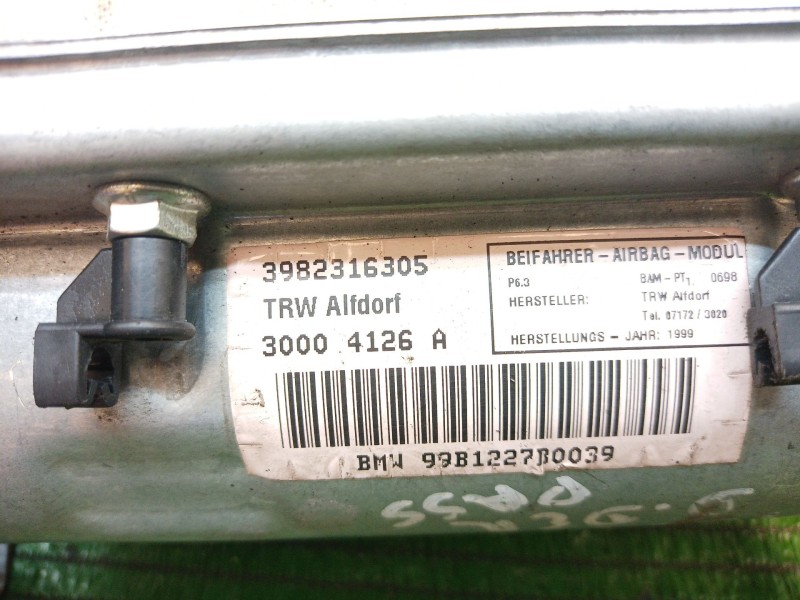 3982316305
TRW Alfdorf
3000 4126 A
BEIFAHRER - AIRBAG - MODUL
P6.3 BAM - PT1. 0698
HERSTELLER: TRW Alfdorf
Tel. 07172 / 3020
HERSTELLUNGS - JAHR: 1999
BMW 99B1227B0039
PASS